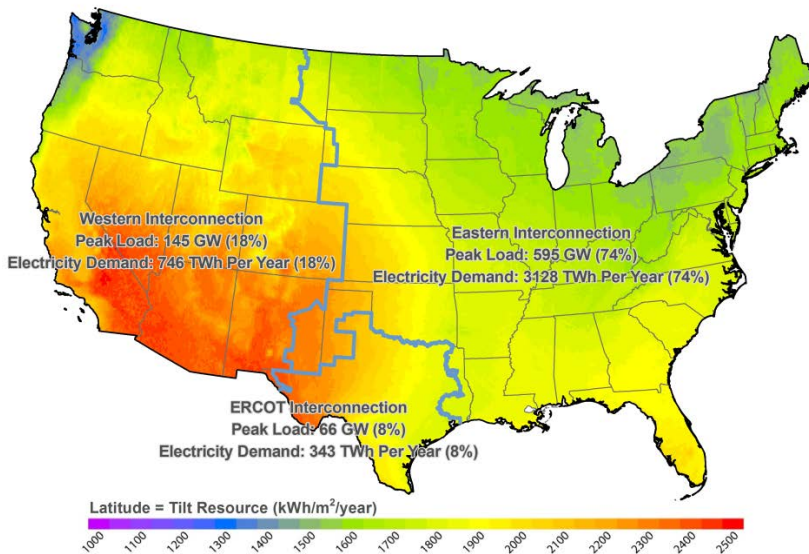 Western Interconnection
Peak Load: 145 GW (18%)
Electricity Demand: 746 TWh Per Year (18%)
Eastern Interconnection
Peak Load: 595 GW (74%)
Electricity Demand: 3128 TWh Per Year (74%)
ERCOT Interconnection
Peak Load: 66 GW (8%)
Electricity Demand: 343 TWh Per Year (8%)
Latitude = Tilt Resource (kWh/m²/year)
1000 1100 1200 1300 1400 1500 1600 1700 1800 1900 2000 2100 2200 2300 2400 2500